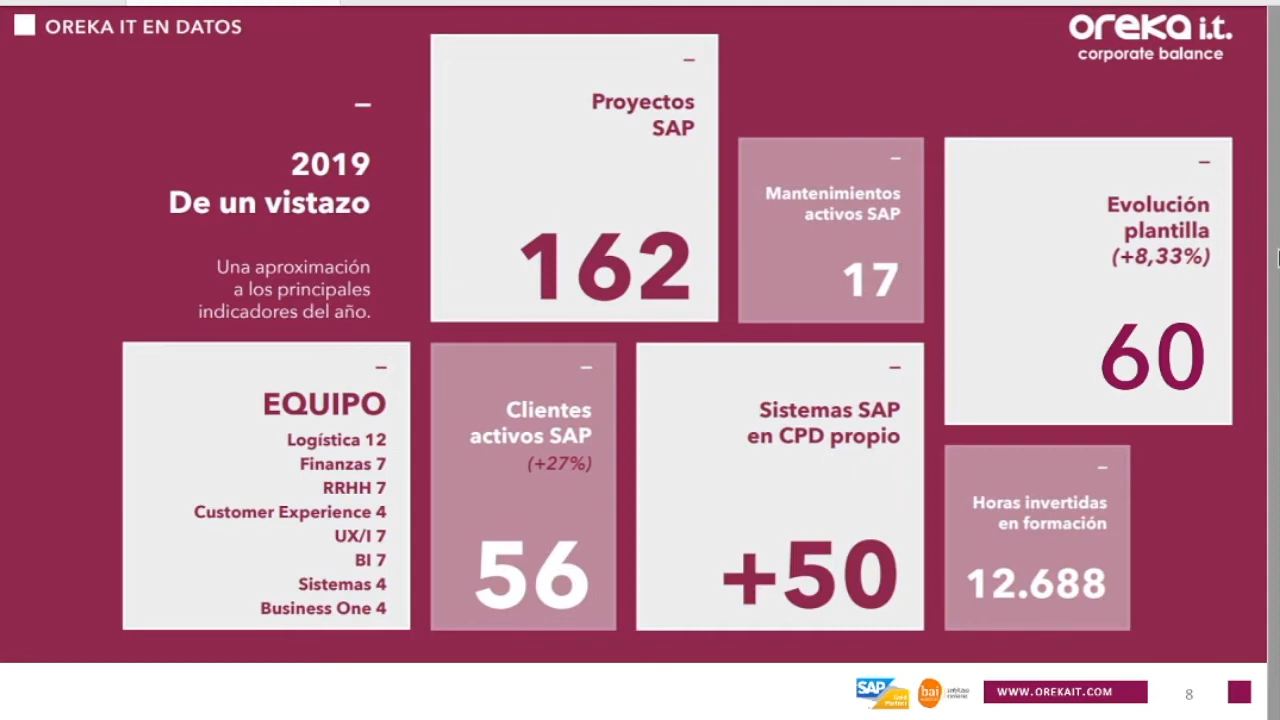 OREKA IT EN DATOS
oreka i.t.
corporate balance
2019
De un vistazo
Una aproximación
a los principales
indicadores del año.
Proyectos
SAP
162
Mantenimientos
activos SAP
17
Evolución
plantilla
(+8,33%)
60
EQUIPO
Logística 12
Finanzas 7
RRHH 7
Customer Experience 4
UX/I 7
BI 7
Sistemas 4
Business One 4
Clientes
activos SAP
(+27%)
56
Sistemas SAP
en CPD propio
+50
Horas invertidas
en formación
12.688
SAP
bai
WWW.OREKAIT.COM
8